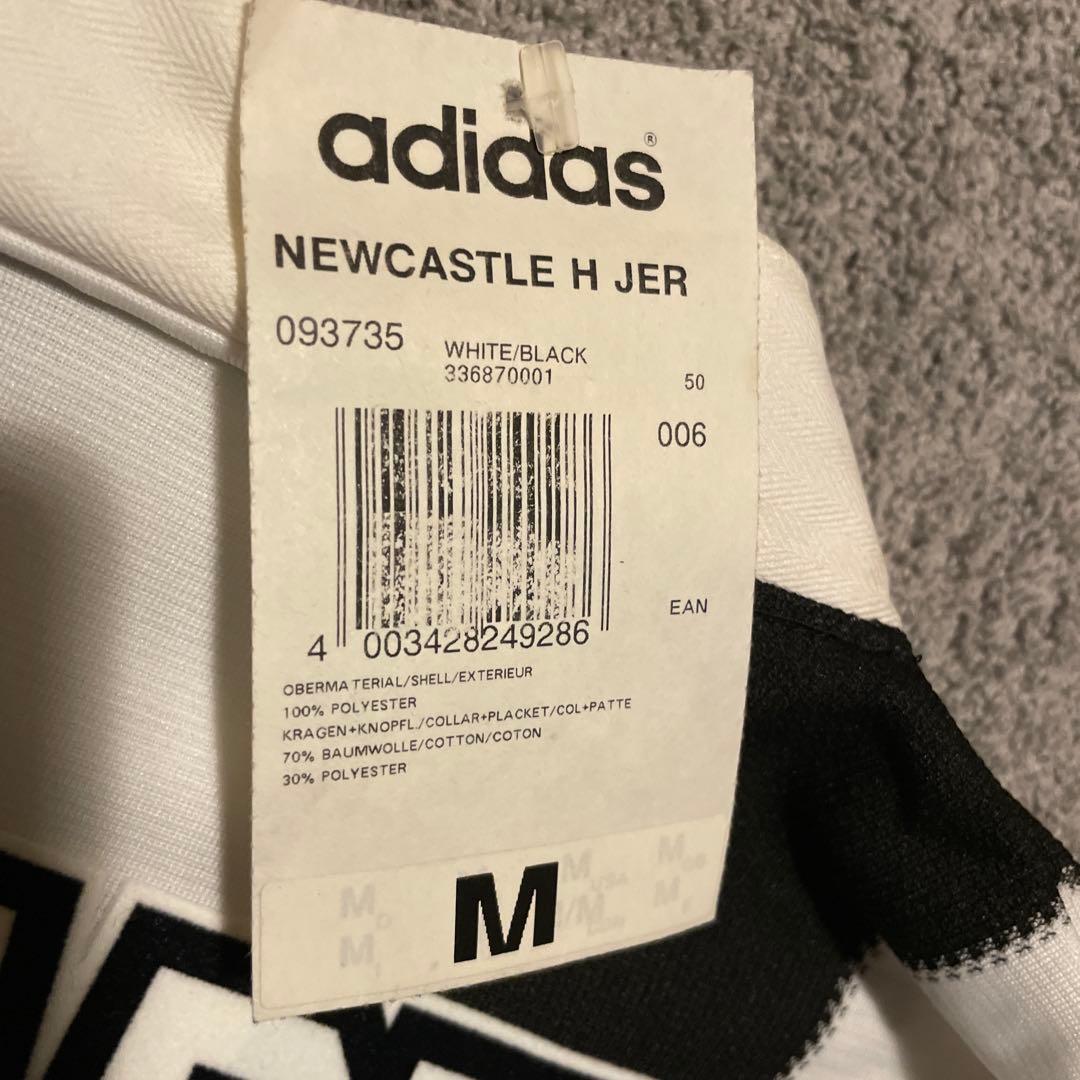 adidas®
NEWCASTLE H JER
093735
WHITE/BLACK
336870001
50
006
EAN
4 003428249286
OBERMATERIAL/SHELL/EXTERIEUR
100% POLYESTER
KRAGEN+KNOPFL./COLLAR+PLACKET/COL+PATTE
70% BAUMWOLLE/COTTON/COTON
30% POLYESTER
M